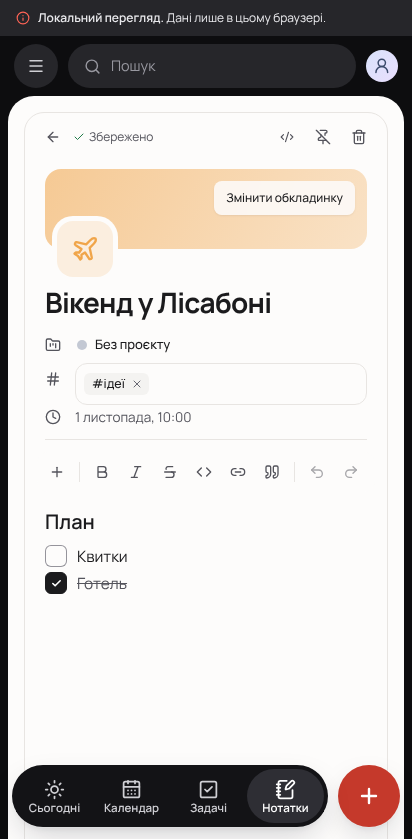 Локальний перегляд. Дані лише в цьому браузері.
Пошук
Збережено
Змінити обкладинку
Вікенд у Лісабоні
Без проєкту
#ідеї
1 листопада, 10:00
План
Квитки
Готель
Сьогодні
Календар
Задачі
Нотатки